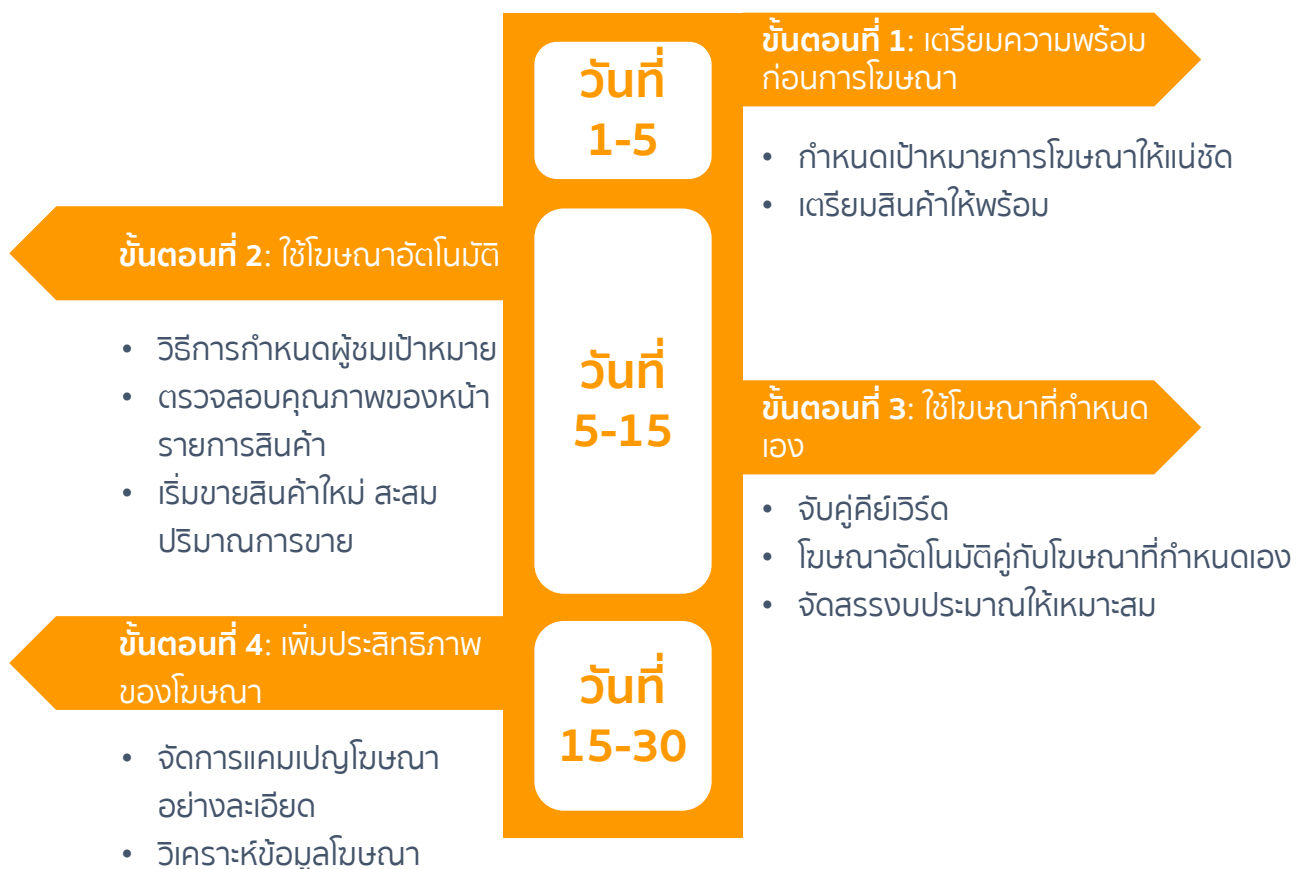 วันที่
1-5
ขั้นตอนที่ 1: เตรียมความพร้อม
ก่อนการโฆษณา
• กำหนดเป้าหมายการโฆษณาให้แน่ชัด
• เตรียมสินค้าให้พร้อม
ขั้นตอนที่ 2: ใช้โฆษณาอัตโนมัติ
• วิธีการกำหนดผู้ชมเป้าหมาย
• ตรวจสอบคุณภาพของหน้า
รายการสินค้า
• เริ่มขายสินค้าใหม่ สะสม
ปริมาณการขาย
วันที่
5-15
ขั้นตอนที่ 3: ใช้โฆษณาที่กำหนด
เอง
• จับคู่คีย์เวิร์ด
• โฆษณาอัตโนมัติคู่กับโฆษณาที่กำหนดเอง
• จัดสรรงบประมาณให้เหมาะสม
ขั้นตอนที่ 4: เพิ่มประสิทธิภาพ
ของโฆษณา
• จัดการแคมเปญโฆษณา
อย่างละเอียด
• วิเคราะห์ข้อมูลโฆษณา
วันที่
15-30